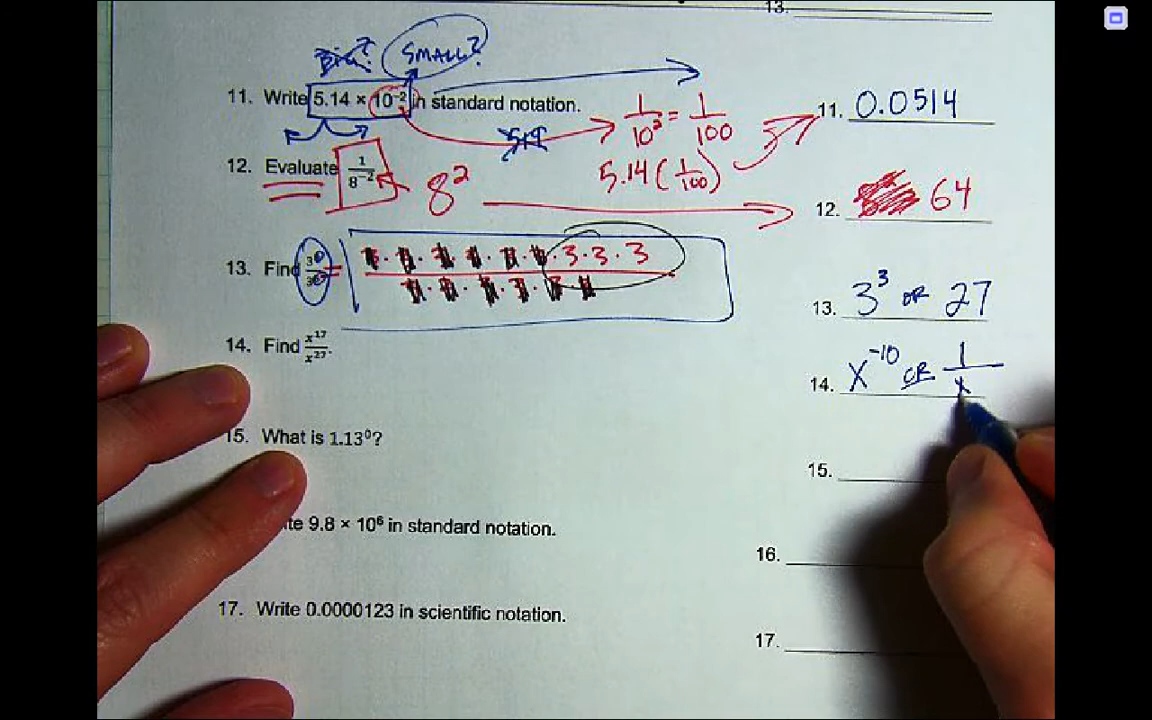 13.
SMALL?
11. Write 5.14 × 10⁻² in standard notation.
1/10² = 1/100
11. 0.0514
5.14 (1/100)
12. Evaluate 1/8⁻²
8²
12. 64
13. Find
=
3 · 3 · 3
13. 3³ OR 27
14. Find x¹⁷/x²⁷.
14. x⁻¹⁰ OR 1/x
15. What is 1.13⁰?
15.
9.8 × 10⁶ in standard notation.
16.
17. Write 0.0000123 in scientific notation.
17.